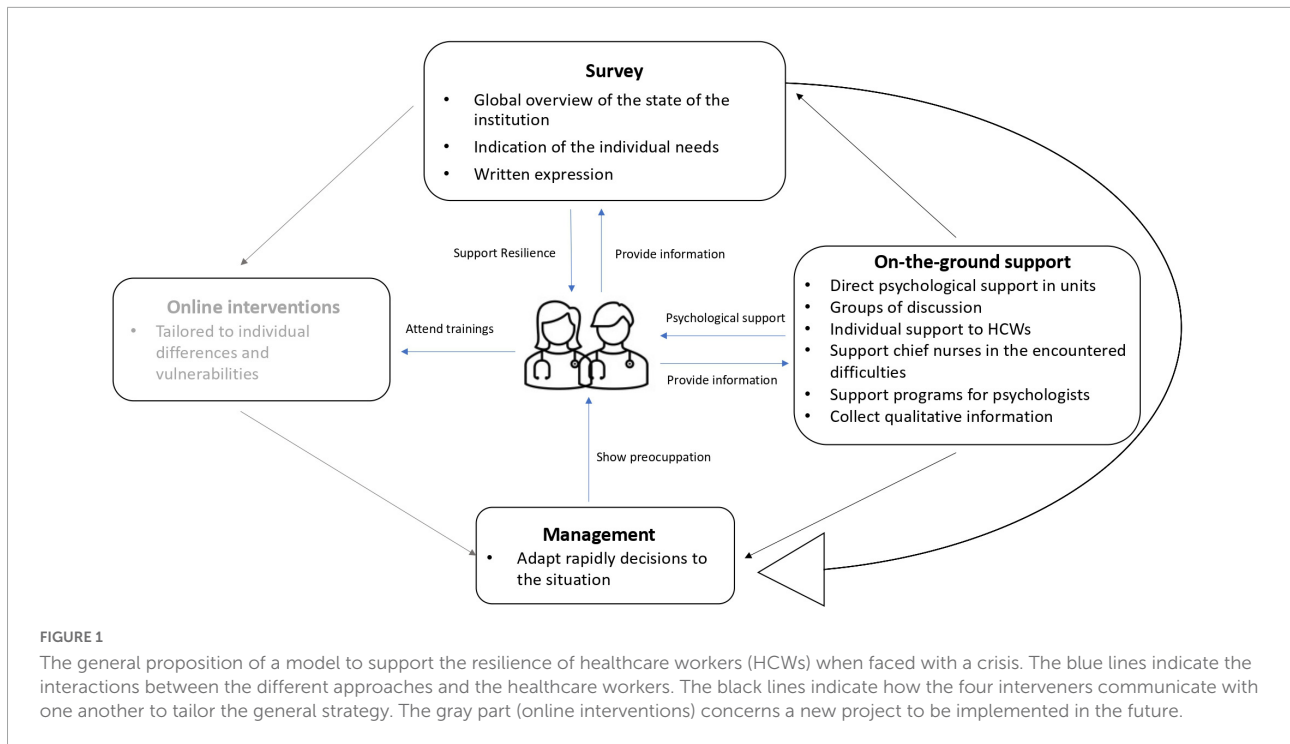 Survey
• Global overview of the state of the
institution
• Indication of the individual needs
• Written expression
Support Resilience
Provide information
On-the-ground support
• Direct psychological support in units
• Groups of discussion
• Individual support to HCWs
• Support chief nurses in the encountered
difficulties
• Support programs for psychologists
• Collect qualitative information
Online interventions
• Tailored to individual
differences and
vulnerabilities
Attend trainings
Psychological support
Provide information
Show preocuppation
Management
• Adapt rapidly decisions to
the situation
FIGURE 1
The general proposition of a model to support the resilience of healthcare workers (HCWs) when faced with a crisis. The blue lines indicate the
interactions between the different approaches and the healthcare workers. The black lines indicate how the four interveners communicate with
one another to tailor the general strategy. The gray part (online interventions) concerns a new project to be implemented in the future.